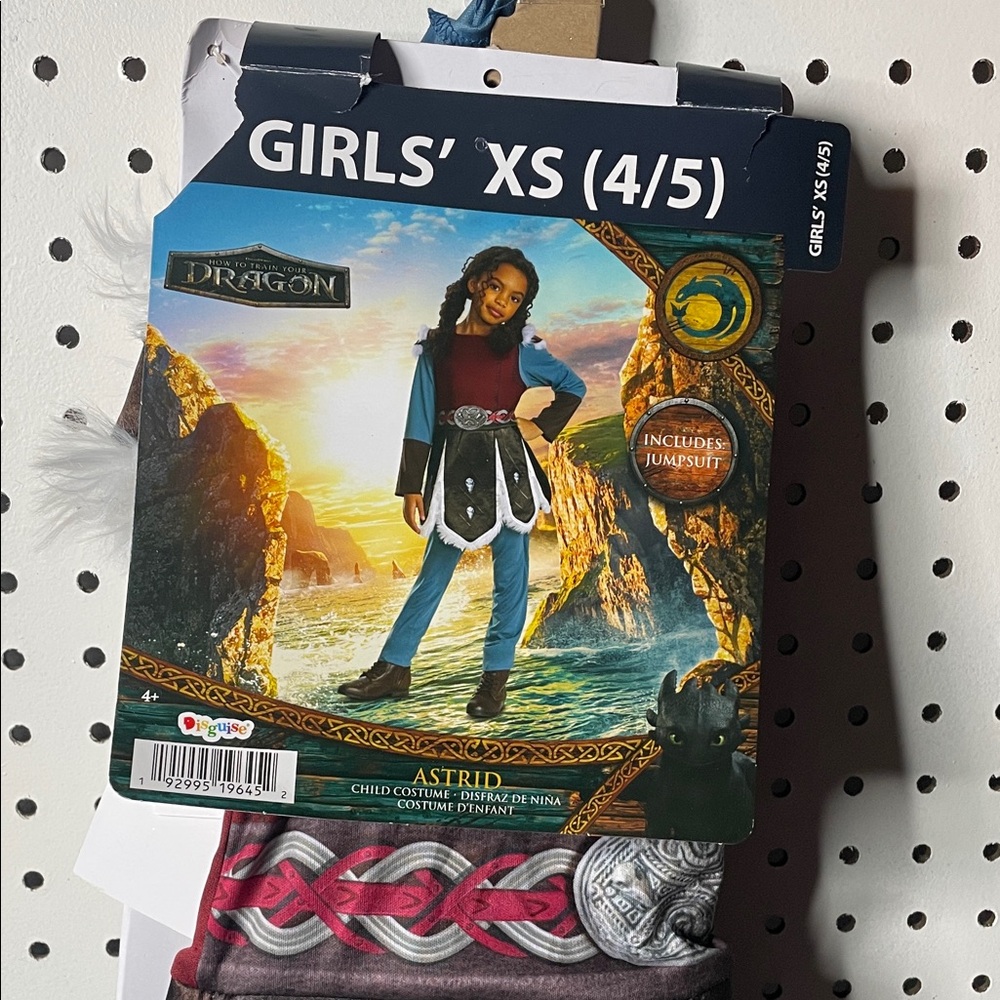 GIRLS' XS (4/5)
GIRLS' XS (4/5)
HOW TO TRAIN YOUR
DRAGON
INCLUDES:
JUMPSUIT
4+
Disguise®
1 92995 19645 2
ASTRID
CHILD COSTUME · DISFRAZ DE NIÑA
COSTUME D'ENFANT